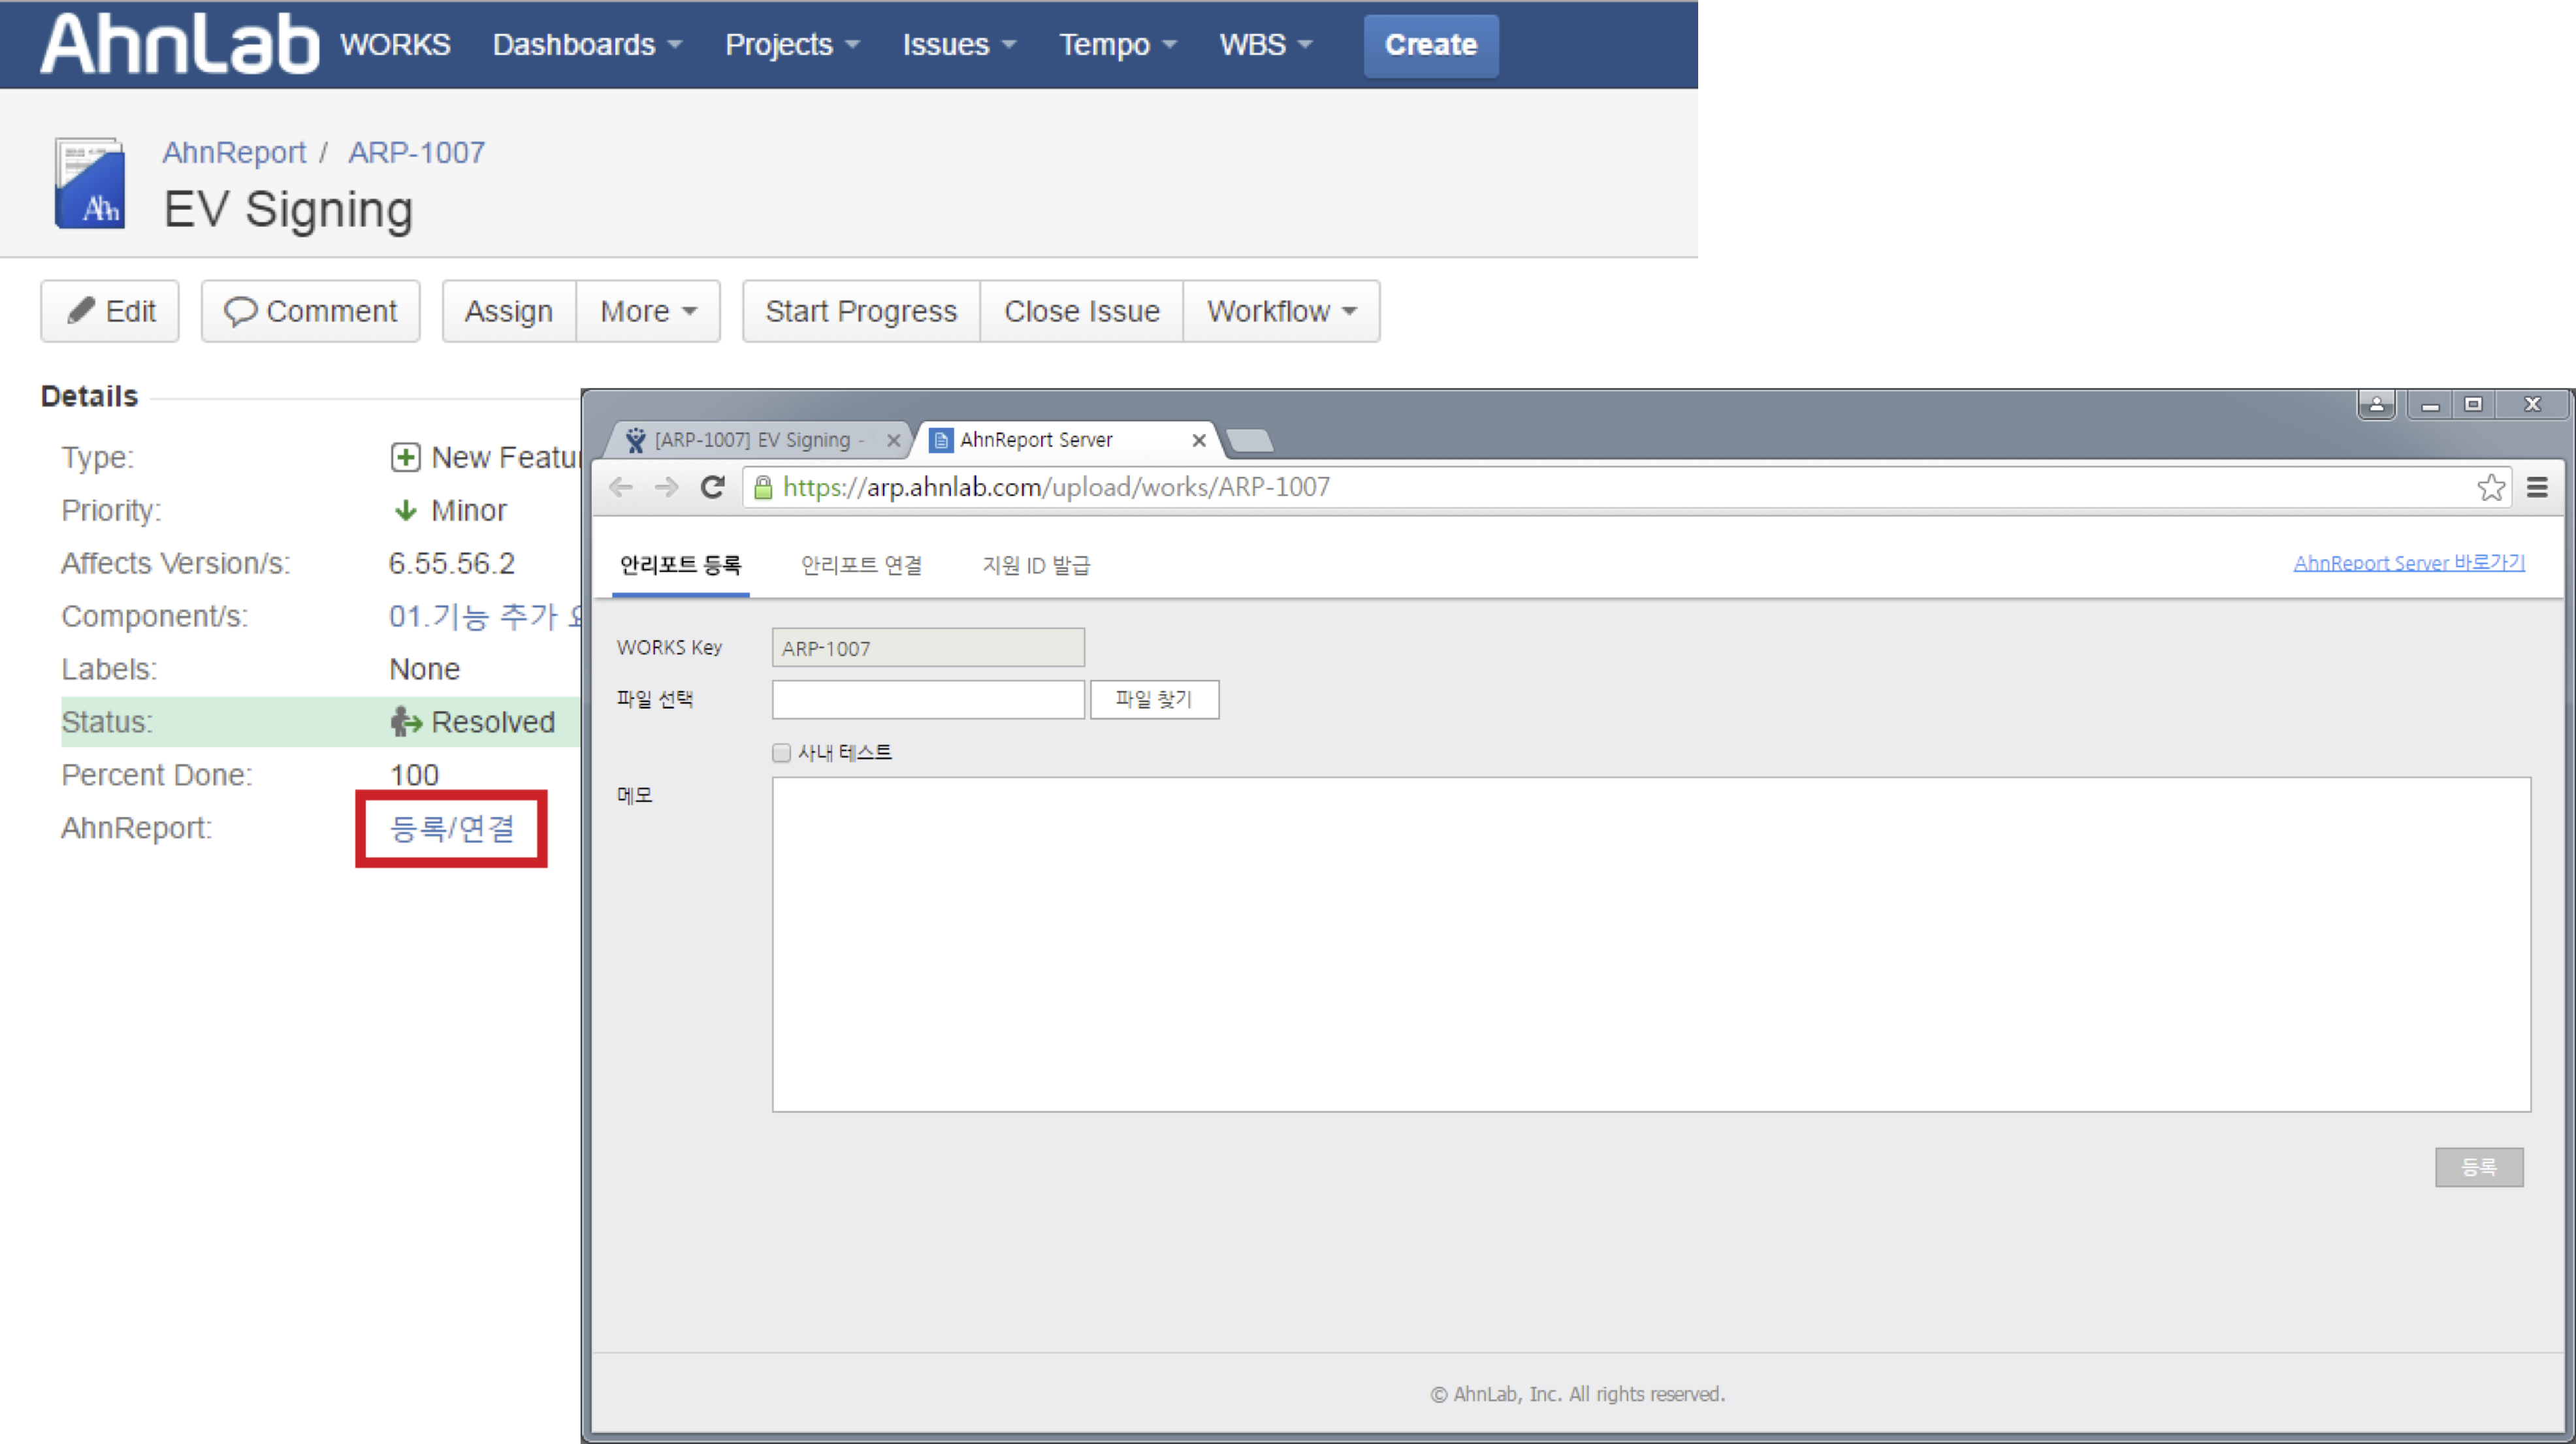 AhnLab WORKS Dashboards Projects Issues Tempo WBS Create
AhnReport / ARP-1007
Ahn
EV Signing
Edit Comment Assign More Start Progress Close Issue Workflow
Details
Type: New Featu
Priority: Minor
Affects Version/s: 6.55.56.2
Component/s: 01.기능 추가
Labels: None
Status: Resolved
Percent Done: 100
AhnReport: 등록/연결
[ARP-1007] EV Signing - AhnReport Server
https://arp.ahnlab.com/upload/works/ARP-1007
안리포트 등록 안리포트 연결 지원 ID 발급 AhnReport Server 바로가기
WORKS Key ARP-1007
파일 선택 파일 찾기
사내 테스트
메모
등록
© AhnLab, Inc. All rights reserved.